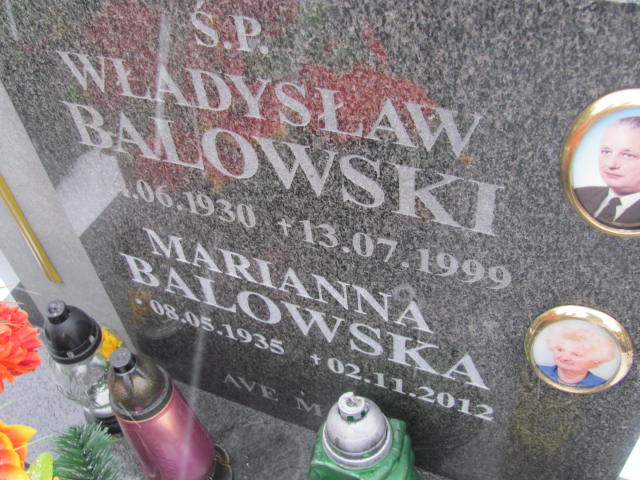 Ś.P.
WŁADYSŁAW
BALOWSKI
.06.1930 † 13.07.1999
MARIANNA
BALOWSKA
· 08.05.1935 † 02.11.2012
AVE